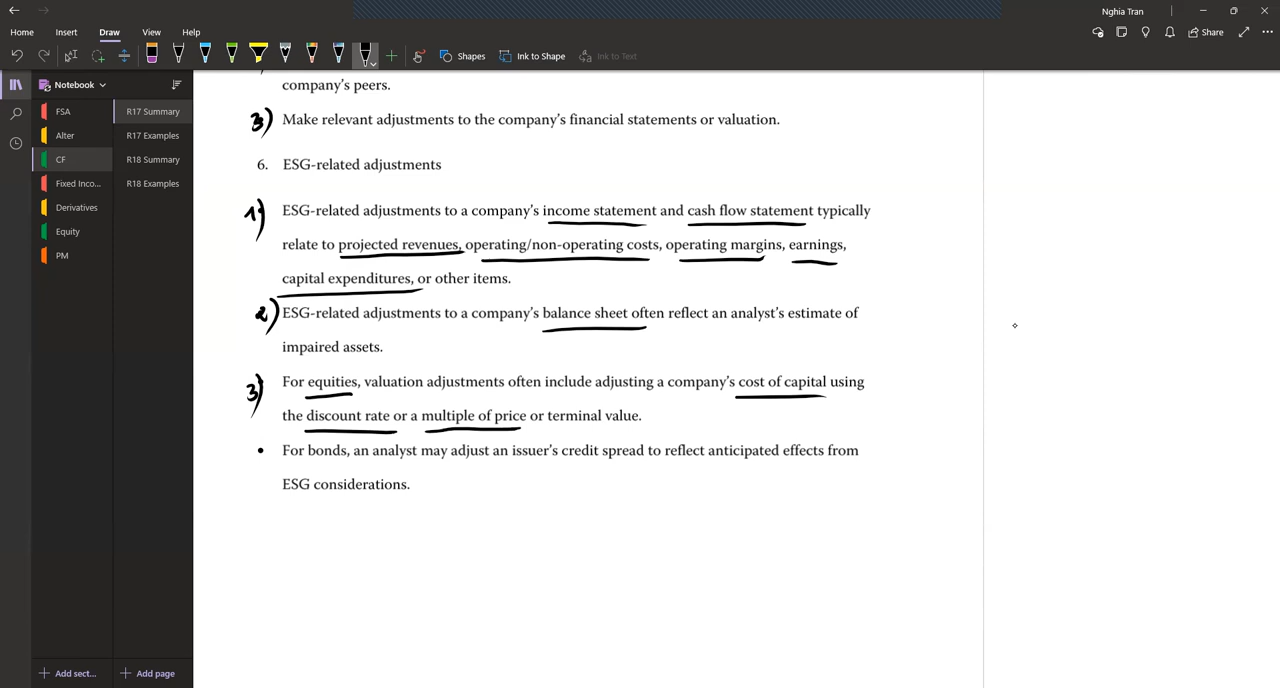 Nghia Tran
Home Insert Draw View Help
Shapes Ink to Shape Ink to Text Share
Notebook
FSA
Alter
CF
Fixed Inco...
Derivatives
Equity
PM
R17 Summary
R17 Examples
R18 Summary
R18 Examples
company's peers.
3) Make relevant adjustments to the company's financial statements or valuation.
6. ESG-related adjustments
1) ESG-related adjustments to a company's income statement and cash flow statement typically
relate to projected revenues, operating/non-operating costs, operating margins, earnings,
capital expenditures, or other items.
2) ESG-related adjustments to a company's balance sheet often reflect an analyst's estimate of
impaired assets.
3) For equities, valuation adjustments often include adjusting a company's cost of capital using
the discount rate or a multiple of price or terminal value.
• For bonds, an analyst may adjust an issuer's credit spread to reflect anticipated effects from
ESG considerations.
Add sect... Add page